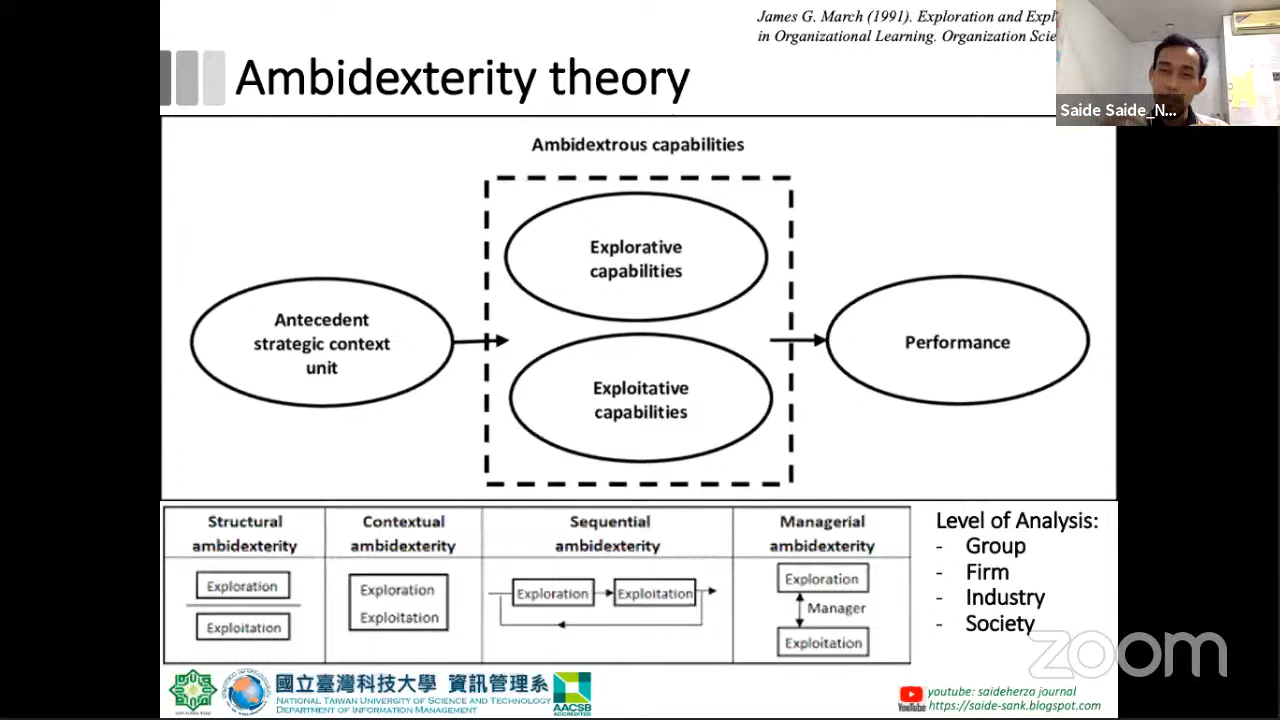 James G. March (1991). Exploration and Expl
in Organizational Learning. Organization Scie
Ambidexterity theory
Saide Saide_N...
Ambidextrous capabilities
Explorative
capabilities
Antecedent
strategic context
unit
Performance
Exploitative
capabilities
Structural
ambidexterity
Exploration
Exploitation
Contextual
ambidexterity
Exploration
Exploitation
Sequential
ambidexterity
Exploration
Exploitation
Managerial
ambidexterity
Exploration
Manager
Exploitation
Level of Analysis:
- Group
- Firm
- Industry
- Society
zoom
國立臺灣科技大學 資訊管理系
NATIONAL TAIWAN UNIVERSITY OF SCIENCE AND TECHNOLOGY
DEPARTMENT OF INFORMATION MANAGEMENT
AACSB
ACCREDITED
YouTube
youtube: saideherza journal
https://saide-sank.blogspot.com